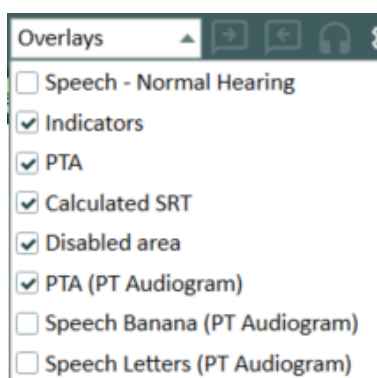 Overlays
Speech - Normal Hearing
Indicators
PTA
Calculated SRT
Disabled area
PTA (PT Audiogram)
Speech Banana (PT Audiogram)
Speech Letters (PT Audiogram)